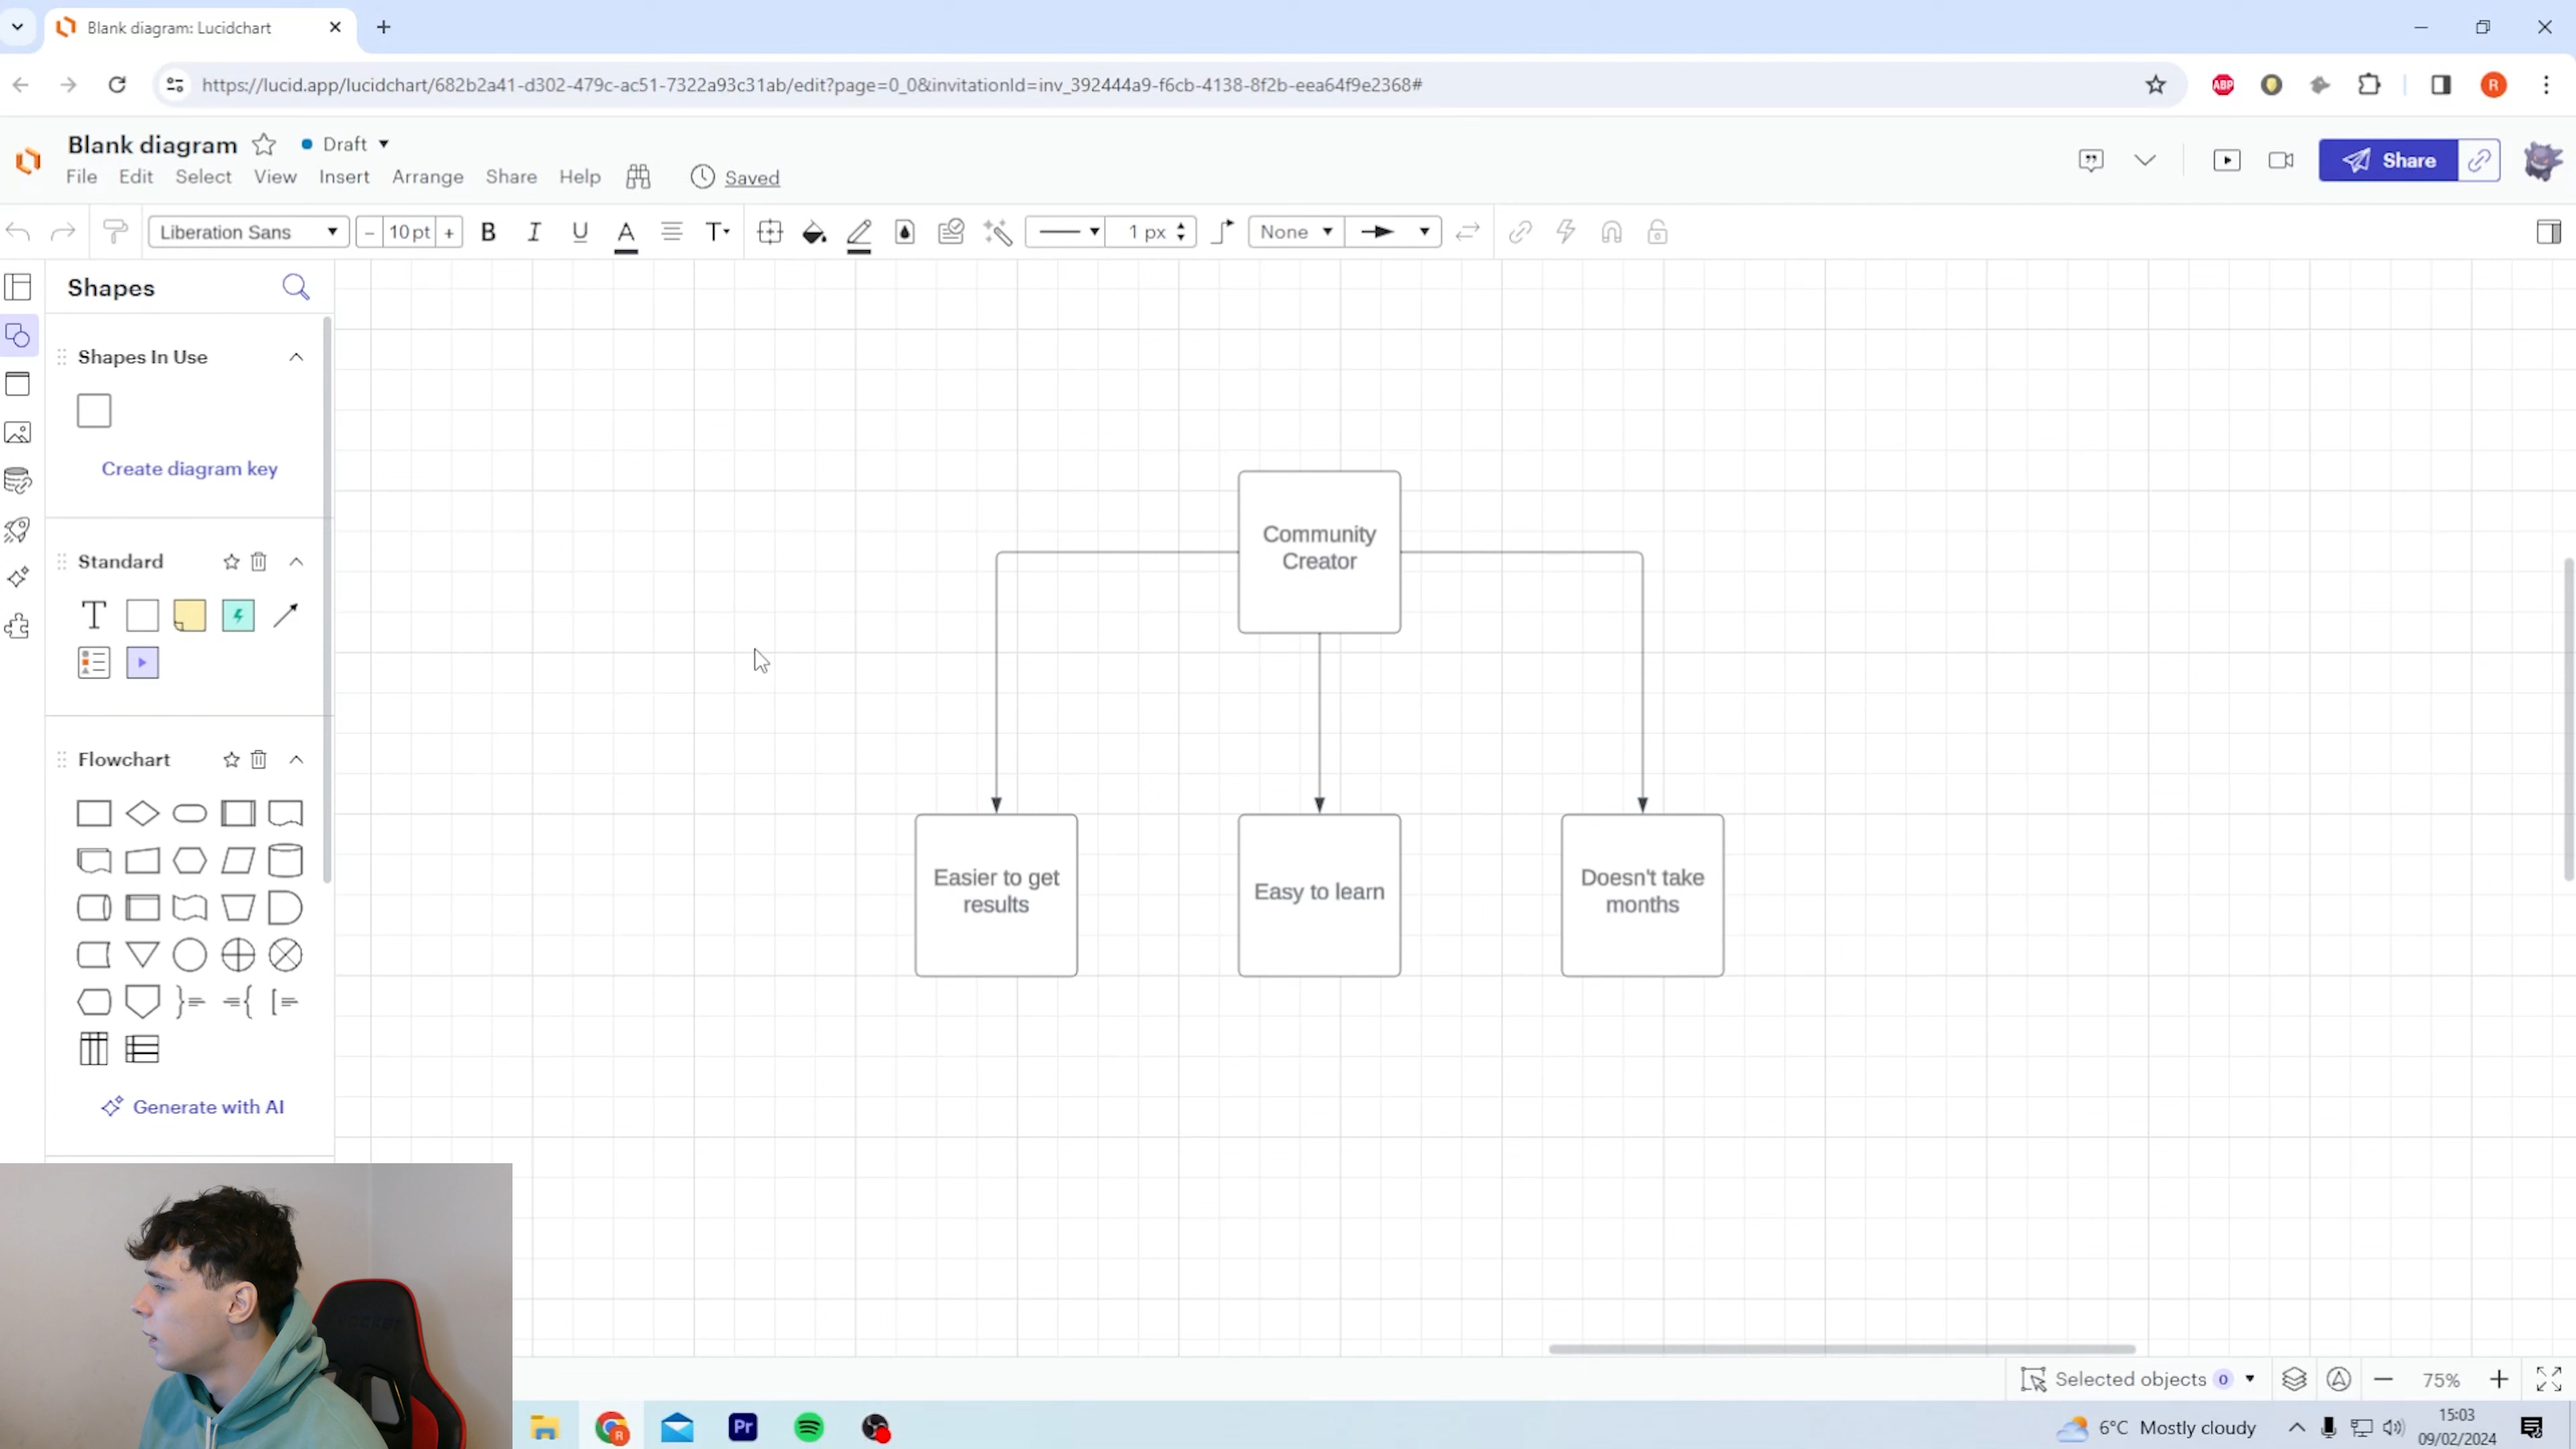 Blank diagram: Lucidchart
https://lucid.app/lucidchart/682b2a41-d302-479c-ac51-7322a93c31ab/edit?page=0_0&invitationId=inv_392444a9-f6cb-4138-8f2b-eea64f9e2368#
ABP
R
Blank diagram
Draft
File Edit Select View Insert Arrange Share Help Saved
Share
Liberation Sans - 10 pt + B I U A T 1 px None
Shapes
Shapes In Use
Create diagram key
Standard
T
Flowchart
Generate with AI
Community
Creator
Easier to get
results
Easy to learn
Doesn't take
months
Selected objects 0
75%
R
Pr
6°C Mostly cloudy
15:03
09/02/2024